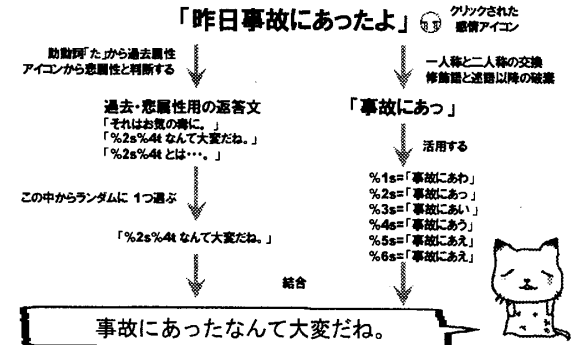 「昨日事故にあったよ」
クリックされた
感情アイコン
助動詞「た」から過去属性
アイコンから悲属性と判断する
一人称と二人称の交換
修飾語と述語以降の破棄
過去・悲属性用の返答文
「それはお気の毒に。」
「%2s%4tなんて大変だね。」
「%2s%4tとは・・・。」
「事故にあっ」
活用する
この中からランダムに 1つ選ぶ
%1s=「事故にあわ」
%2s=「事故にあっ」
%3s=「事故にあい」
%4s=「事故にあう」
%5s=「事故にあえ」
%6s=「事故にあえ」
「%2s%4tなんて大変だね。」
結合
事故にあったなんて大変だね。